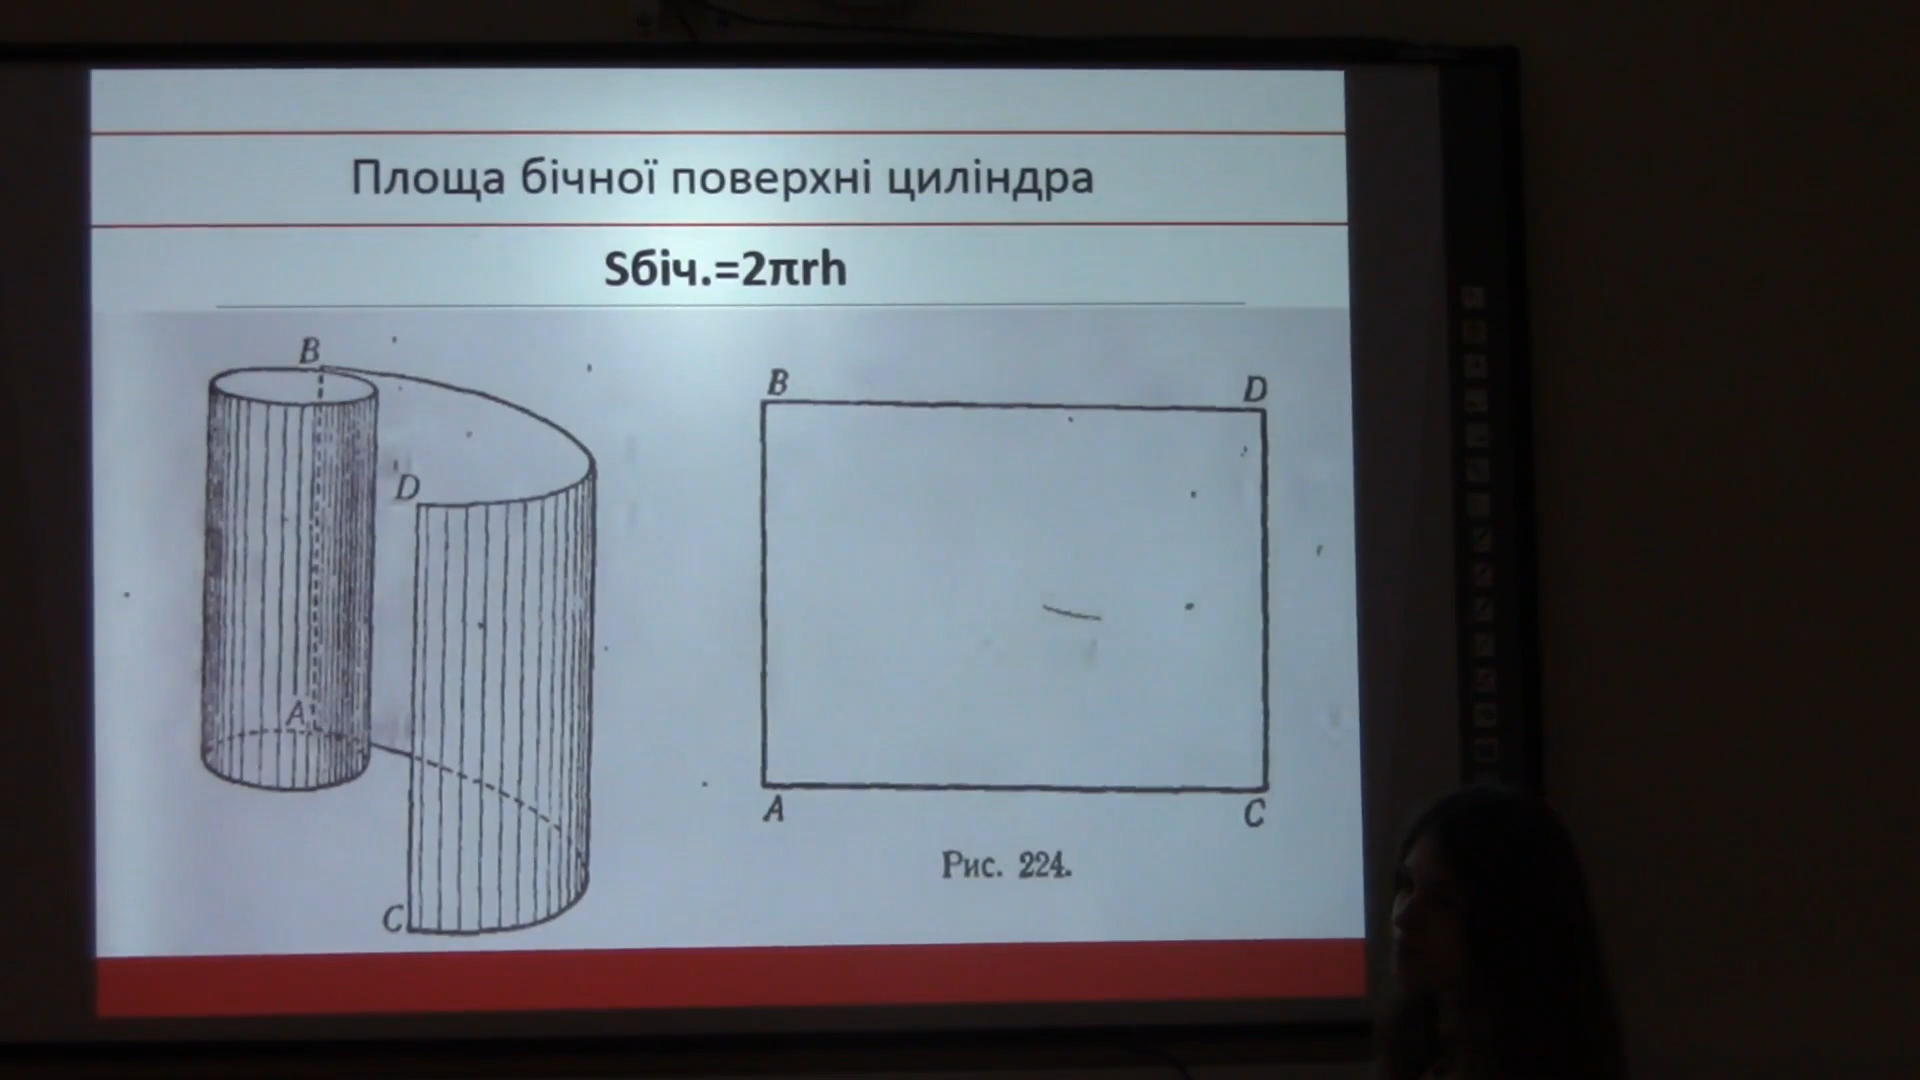 Площа бічної поверхні циліндра
Sбіч.=2πrh
B
D
A
C
B
D
A
C
Рис. 224.